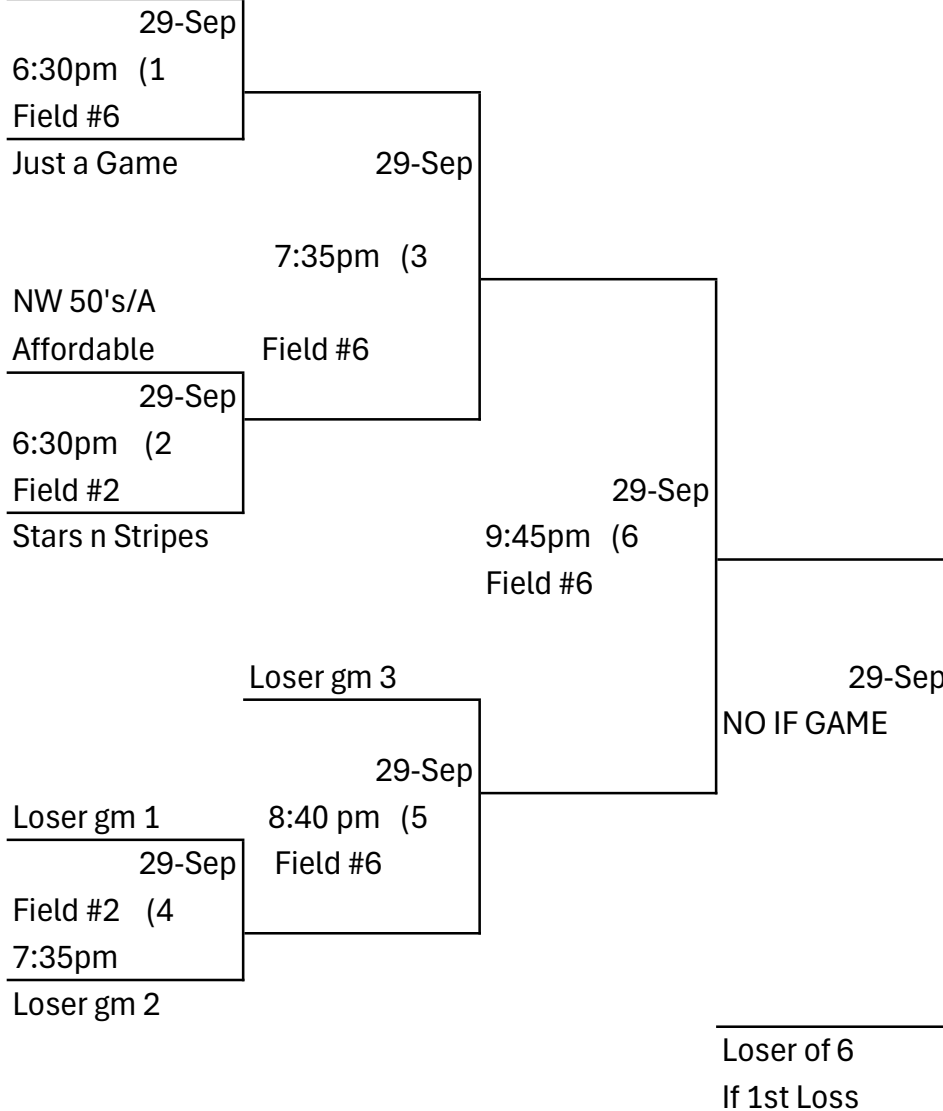 29-Sep
6:30pm (1
Field #6
Just a Game
29-Sep
7:35pm (3
Field #6
NW 50's/A
Affordable
29-Sep
6:30pm (2
Field #2
Stars n Stripes
29-Sep
9:45pm (6
Field #6
29-Sep
NO IF GAME
Loser gm 3
29-Sep
8:40 pm (5
Field #6
Loser gm 1
29-Sep
Field #2 (4
7:35pm
Loser gm 2
Loser of 6
If 1st Loss